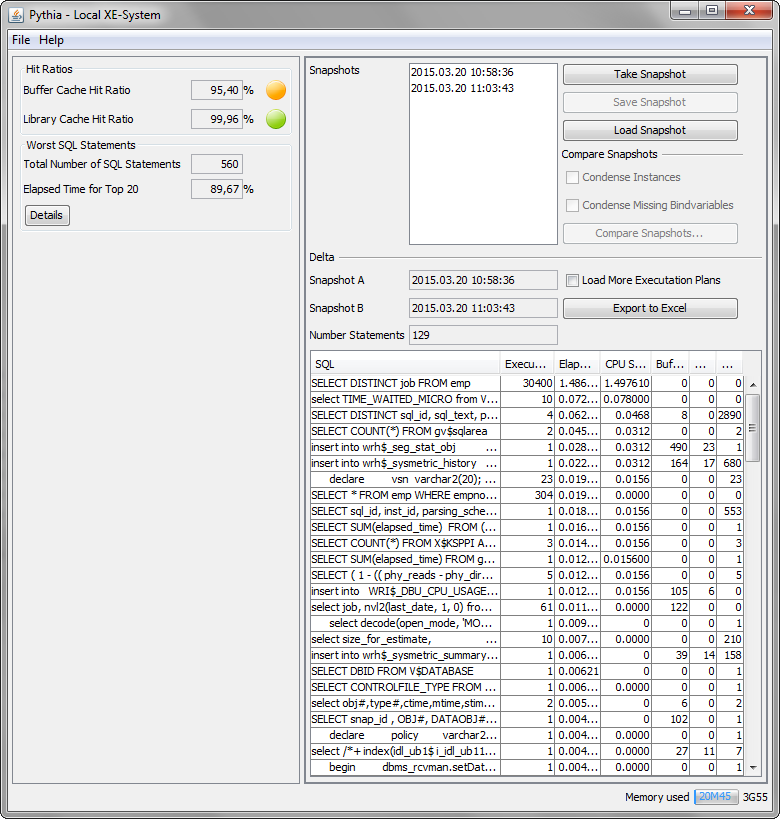 Pythia - Local XE-System
File Help
Hit Ratios
Buffer Cache Hit Ratio 95,40 %
Library Cache Hit Ratio 99,96 %
Worst SQL Statements
Total Number of SQL Statements 560
Elapsed Time for Top 20 89,67 %
Details
Snapshots
2015.03.20 10:58:36
2015.03.20 11:03:43
Take Snapshot
Save Snapshot
Load Snapshot
Compare Snapshots
Condense Instances
Condense Missing Bindvariables
Compare Snapshots...
Delta
Snapshot A 2015.03.20 10:58:36 Load More Execution Plans
Snapshot B 2015.03.20 11:03:43 Export to Excel
Number Statements 129
SQL Execu... Elap... CPU S... Buf... ... ...
SELECT DISTINCT job FROM emp 30400 1.486... 1.497610 0 0 0
select TIME_WAITED_MICRO from V... 10 0.072... 0.078000 0 0 0
SELECT DISTINCT sql_id, sql_text, p... 4 0.062... 0.0468 8 0 2890
SELECT COUNT(*) FROM gv$sqlarea 2 0.045... 0.0312 0 0 2
insert into wrh$_seg_stat_obj ... 1 0.028... 0.0312 490 23 1
insert into wrh$_sysmetric_history ... 1 0.022... 0.0312 164 17 680
declare vsn varchar2(20); ... 23 0.019... 0.0156 0 0 23
SELECT * FROM emp WHERE empno... 304 0.019... 0.0000 0 0 0
SELECT sql_id, inst_id, parsing_sche... 1 0.018... 0.0156 0 0 553
SELECT SUM(elapsed_time) FROM (... 1 0.016... 0.0156 0 0 1
SELECT COUNT(*) FROM X$KSPPI A... 3 0.014... 0.0156 0 0 3
SELECT SUM(elapsed_time) FROM g... 1 0.012... 0.015600 0 0 1
SELECT ( 1 - (( phy_reads - phy_dir... 5 0.012... 0.0156 0 0 5
insert into WRI$_DBU_CPU_USAGE... 1 0.012... 0.0156 105 6 0
select job, nvl2(last_date, 1, 0) fro... 61 0.011... 0.0000 122 0 0
select decode(open_mode, 'MO... 1 0.009... 0 0 0 1
select size_for_estimate, ... 10 0.007... 0.0000 0 0 210
insert into wrh$_sysmetric_summary... 1 0.006... 0 39 14 158
SELECT DBID FROM V$DATABASE 1 0.00621 0 0 0 1
SELECT CONTROLFILE_TYPE FROM ... 1 0.006... 0.0000 0 0 1
select obj#,type#,ctime,mtime,stim... 2 0.005... 0 6 0 2
SELECT snap_id , OBJ#, DATAOBJ#... 1 0.004... 0 102 0 1
declare policy varchar2... 1 0.004... 0.0000 0 0 1
select /*+ index(idl_ub1$ i_idl_ub11... 1 0.004... 0.0000 27 11 7
begin dbms_rcvman.setDat... 1 0.004... 0.0000 0 0 1
Memory used 20M45 3G55